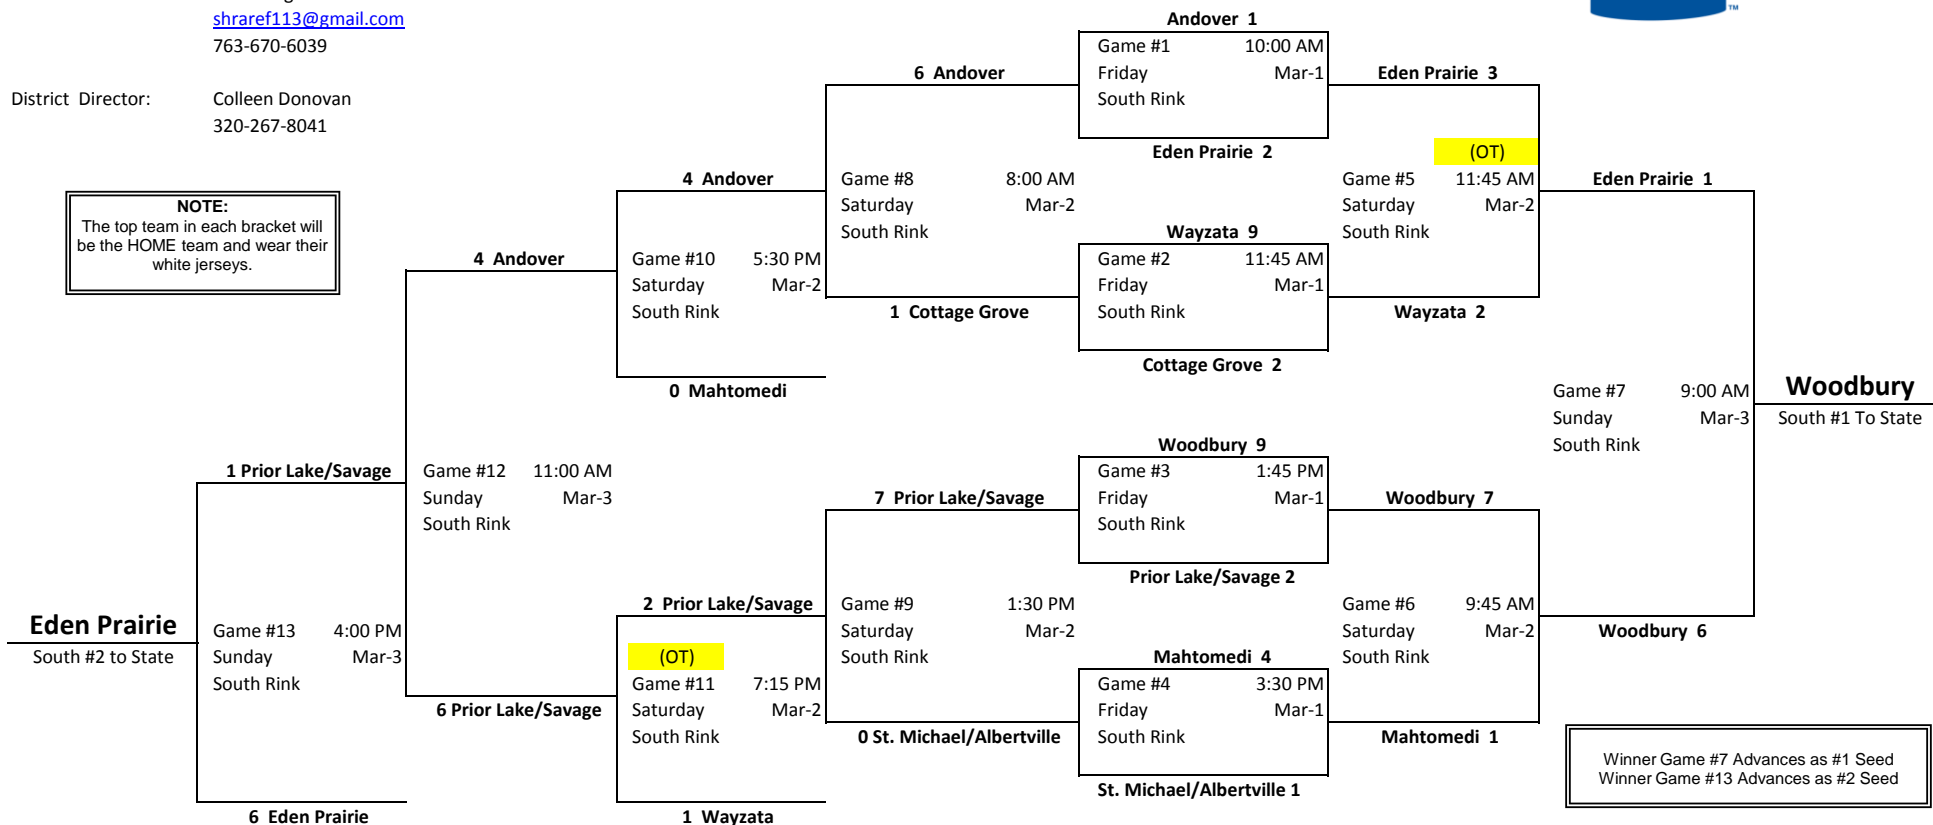 shraref113@gmail.com
763-670-6039
District Director: Colleen Donovan
320-267-8041
NOTE:
The top team in each bracket will
be the HOME team and wear their
white jerseys.
Andover 1
Game #1 10:00 AM
Friday Mar-1
South Rink
Eden Prairie 2
6 Andover
Eden Prairie 3
(OT)
4 Andover
Game #8 8:00 AM
Saturday Mar-2
South Rink
Game #5 11:45 AM
Saturday Mar-2
South Rink
Eden Prairie 1
Wayzata 9
Game #2 11:45 AM
Friday Mar-1
South Rink
Cottage Grove 2
4 Andover
Game #10 5:30 PM
Saturday Mar-2
South Rink
1 Cottage Grove
Wayzata 2
0 Mahtomedi
Game #7 9:00 AM
Sunday Mar-3
South Rink
Woodbury
South #1 To State
Woodbury 9
Game #3 1:45 PM
Friday Mar-1
South Rink
Prior Lake/Savage 2
1 Prior Lake/Savage
Game #12 11:00 AM
Sunday Mar-3
South Rink
7 Prior Lake/Savage
Woodbury 7
2 Prior Lake/Savage
Game #9 1:30 PM
Saturday Mar-2
South Rink
Game #6 9:45 AM
Saturday Mar-2
South Rink
Woodbury 6
Eden Prairie
South #2 to State
Game #13 4:00 PM
Sunday Mar-3
South Rink
(OT)
Game #11 7:15 PM
Saturday Mar-2
South Rink
Mahtomedi 4
Game #4 3:30 PM
Friday Mar-1
South Rink
St. Michael/Albertville 1
6 Prior Lake/Savage
0 St. Michael/Albertville
Mahtomedi 1
Winner Game #7 Advances as #1 Seed
Winner Game #13 Advances as #2 Seed
6 Eden Prairie
1 Wayzata
TM